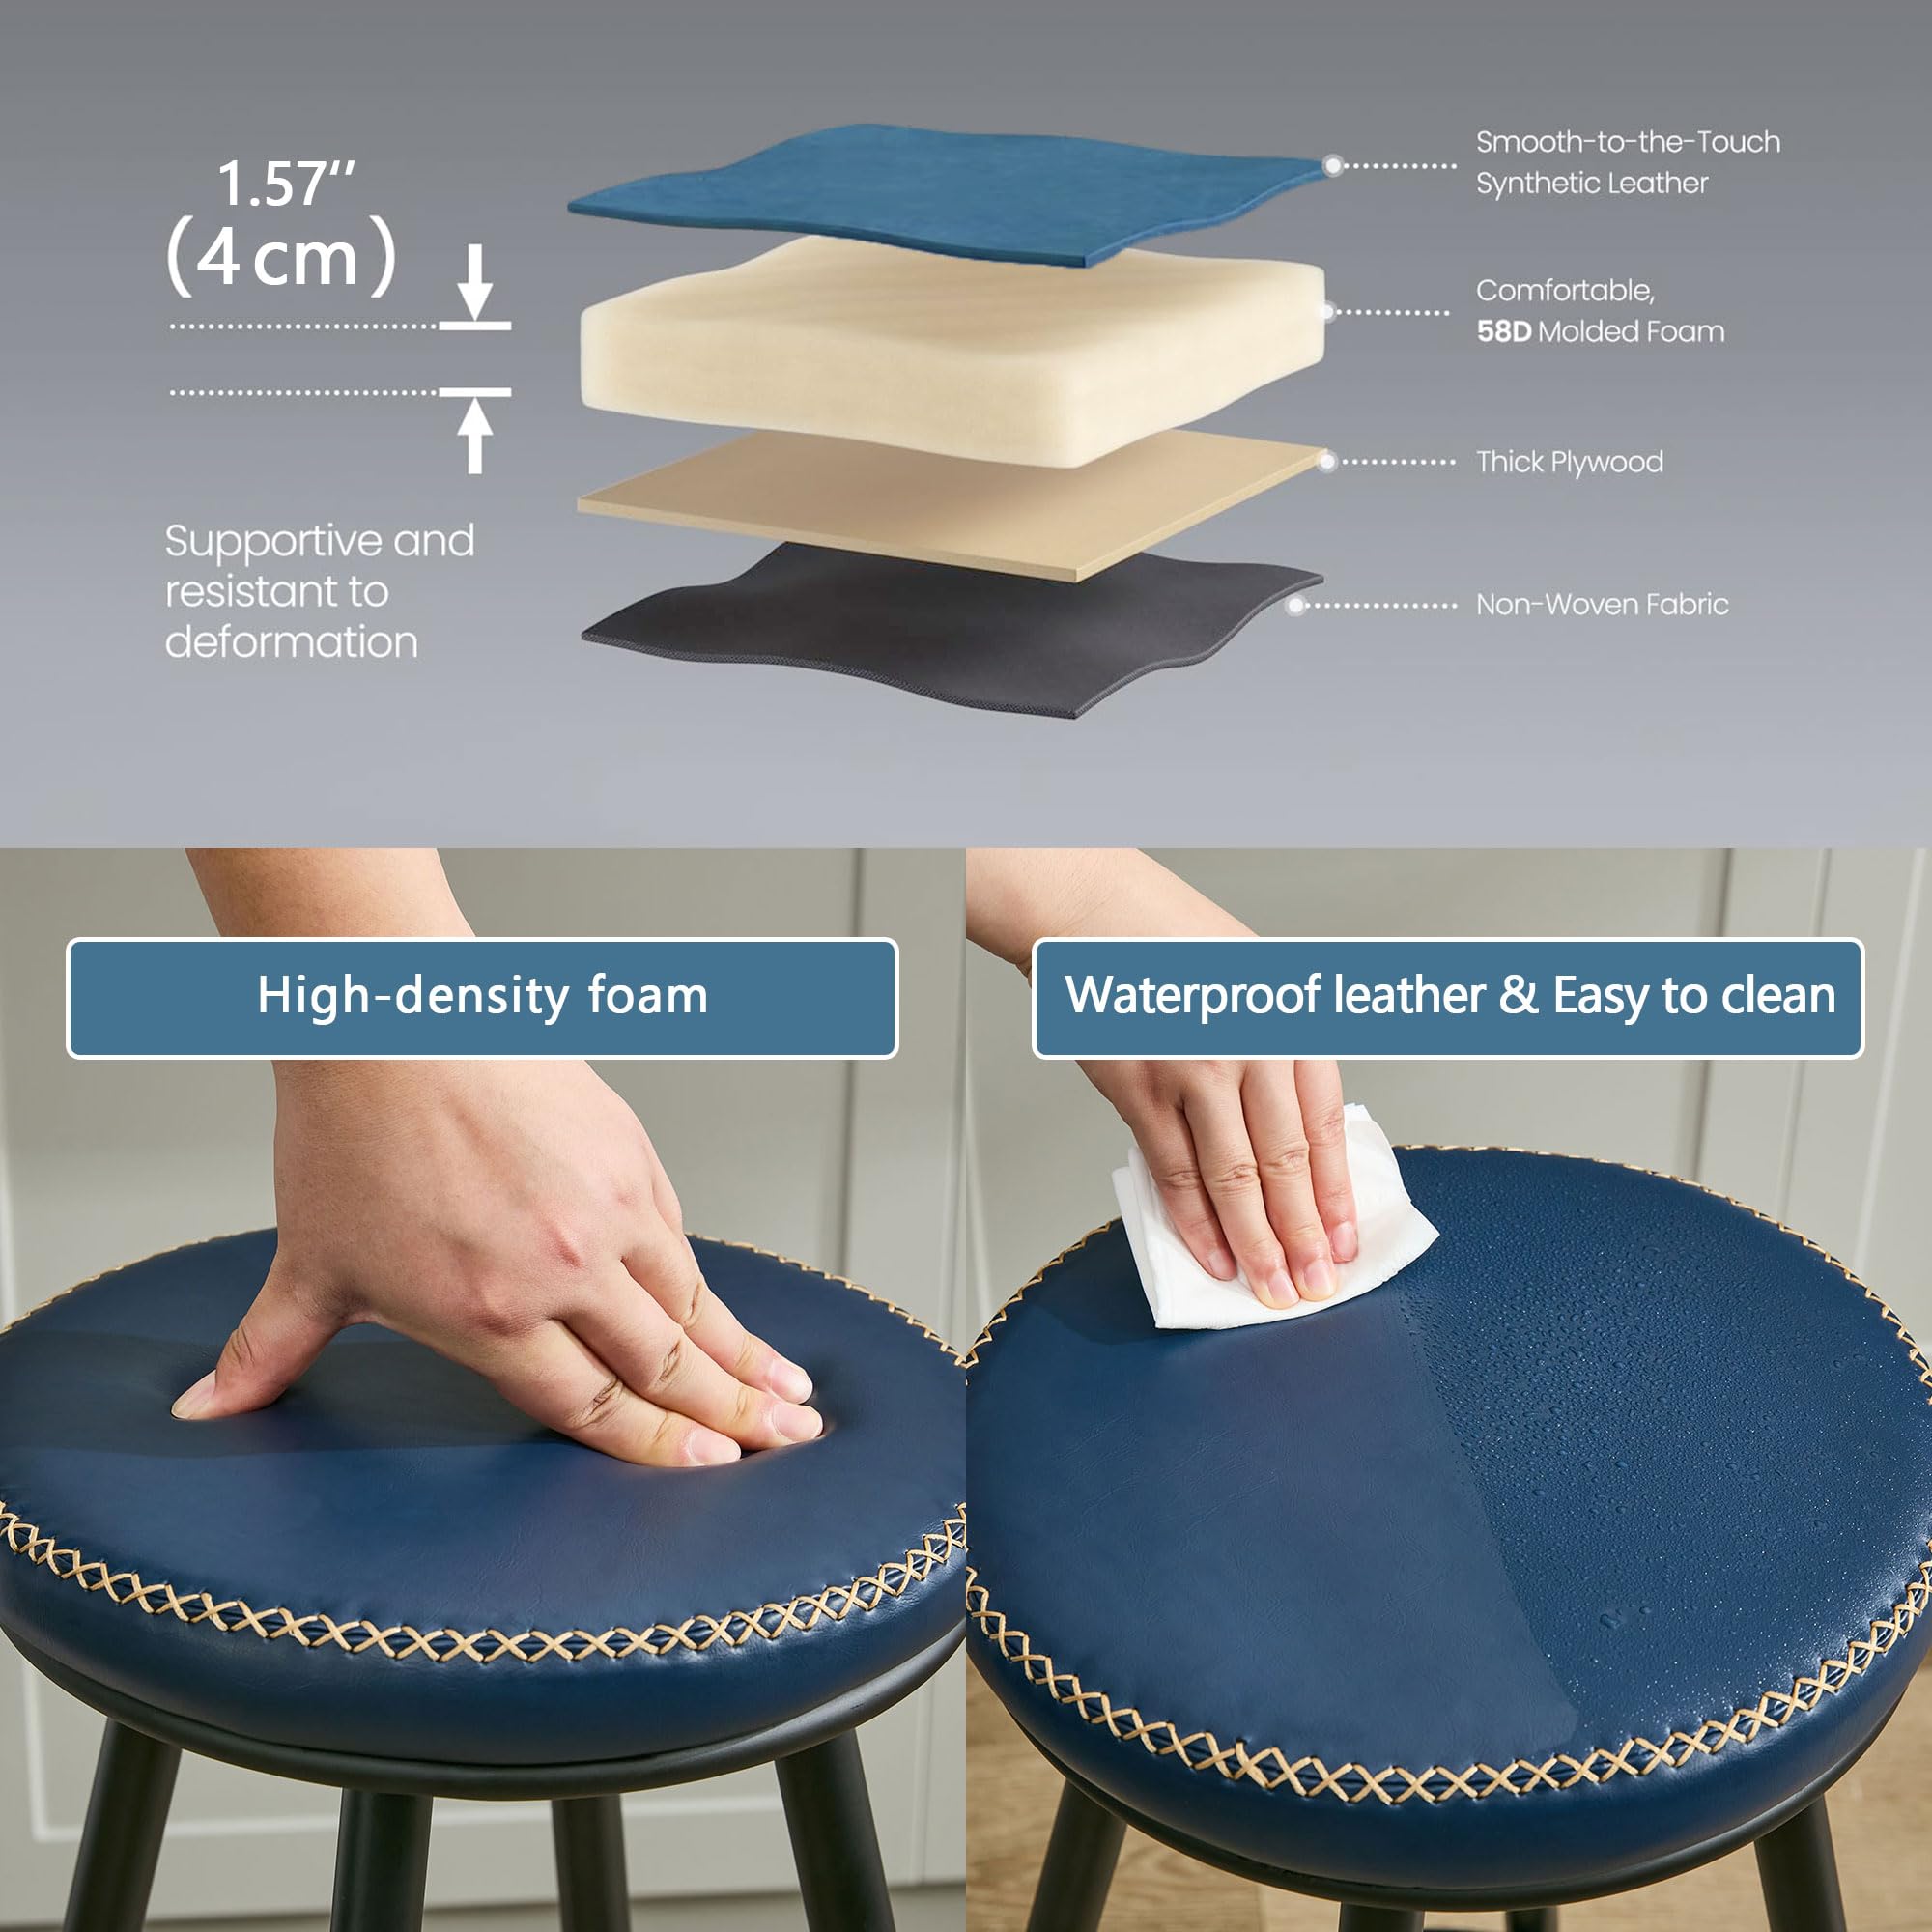 1.57‘’
(4 cm)
Supportive and
resistant to
deformation
Smooth-to-the-Touch
Synthetic Leather
Comfortable,
58D Molded Foam
Thick Plywood
Non-Woven Fabric
High-density foam
Waterproof leather & Easy to clean